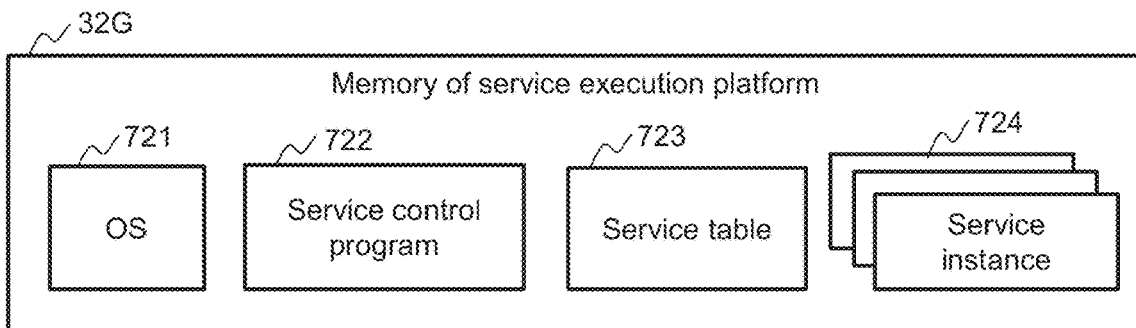 32G
Memory of service execution platform
721
722
723
724
OS
Service control
program
Service table
Service
instance